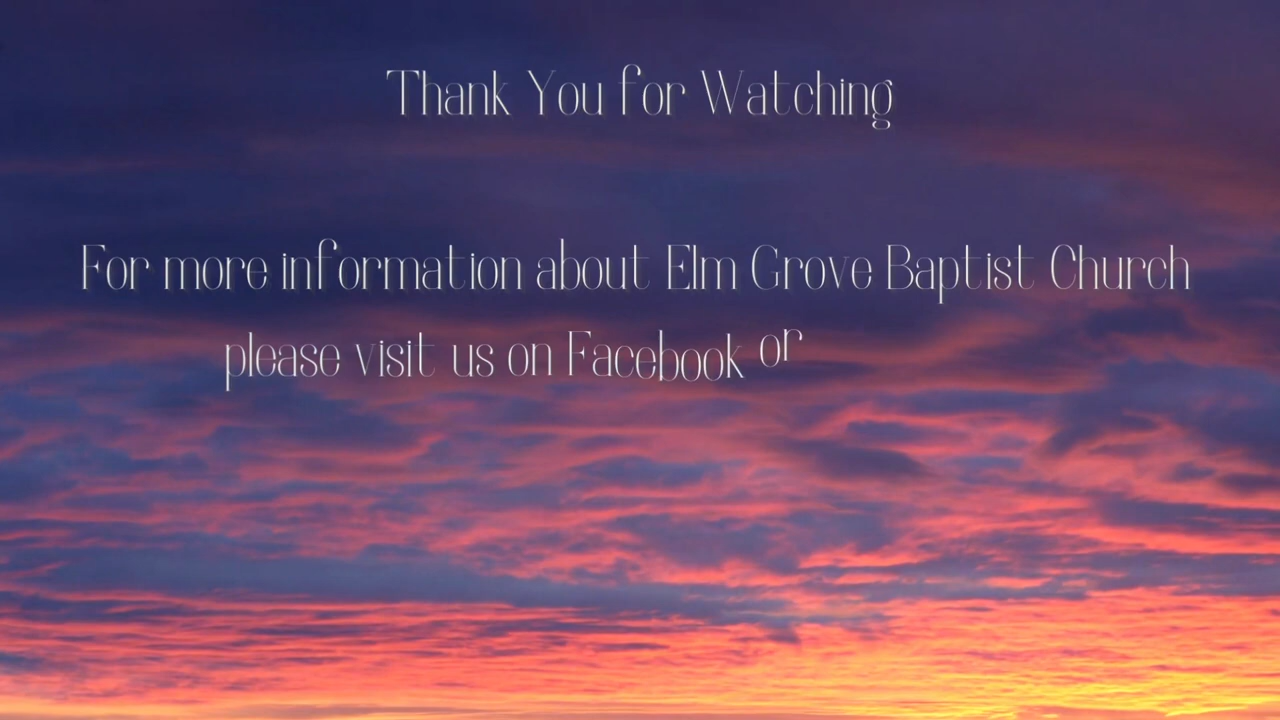 Thank You for Watching
For more information about Elm Grove Baptist Church
please visit us on Facebook or